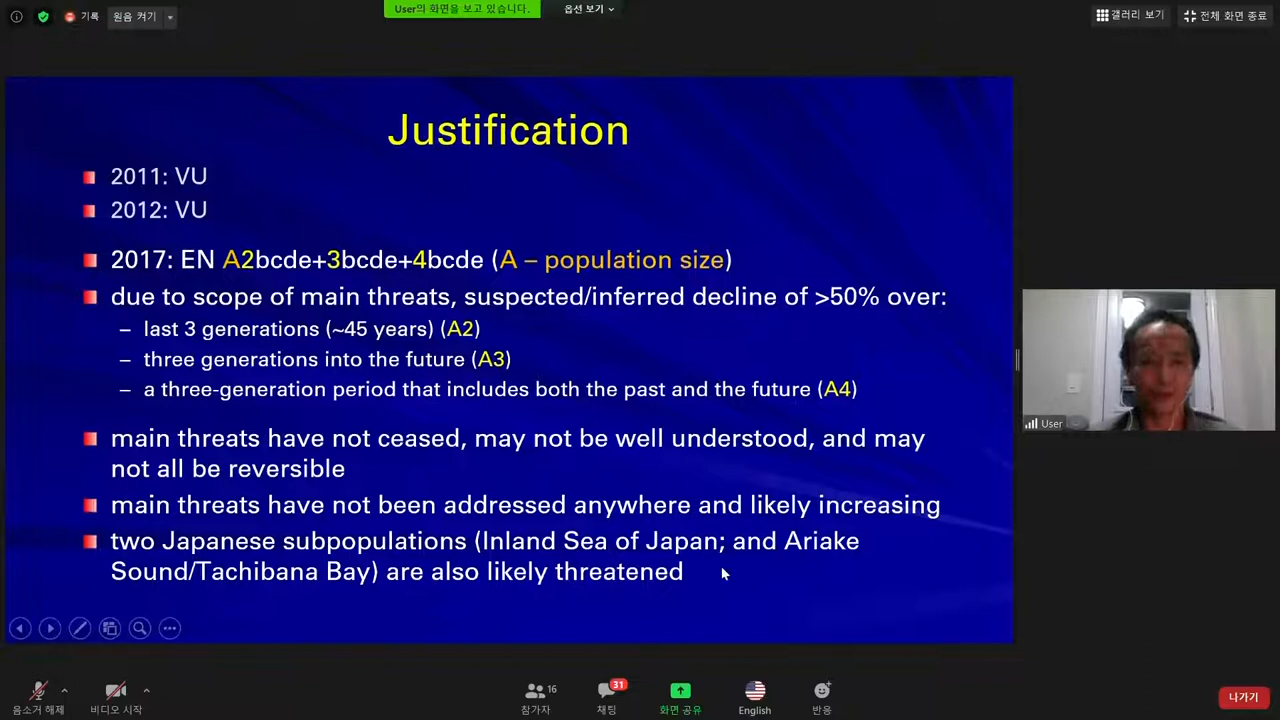 기록
원음 켜기
User의 화면을 보고 있습니다.
옵션 보기
갤러리 보기
전체 화면 종료
Justification
2011: VU
2012: VU
2017: EN A2bcde+3bcde+4bcde (A – population size)
due to scope of main threats, suspected/inferred decline of >50% over:
– last 3 generations (~45 years) (A2)
– three generations into the future (A3)
– a three-generation period that includes both the past and the future (A4)
main threats have not ceased, may not be well understood, and may
not all be reversible
main threats have not been addressed anywhere and likely increasing
two Japanese subpopulations (Inland Sea of Japan; and Ariake
Sound/Tachibana Bay) are also likely threatened
User
음소거 해제
비디오 시작
16
참가자
31
채팅
화면 공유
English
반응
나가기